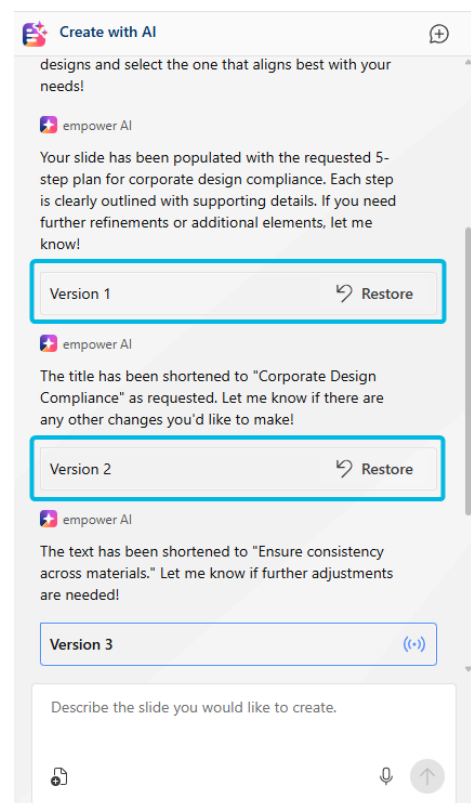 Create with AI
designs and select the one that aligns best with your
needs!
empower AI
Your slide has been populated with the requested 5-
step plan for corporate design compliance. Each step
is clearly outlined with supporting details. If you need
further refinements or additional elements, let me
know!
Version 1 Restore
empower AI
The title has been shortened to "Corporate Design
Compliance" as requested. Let me know if there are
any other changes you'd like to make!
Version 2 Restore
empower AI
The text has been shortened to "Ensure consistency
across materials." Let me know if further adjustments
are needed!
Version 3
Describe the slide you would like to create.